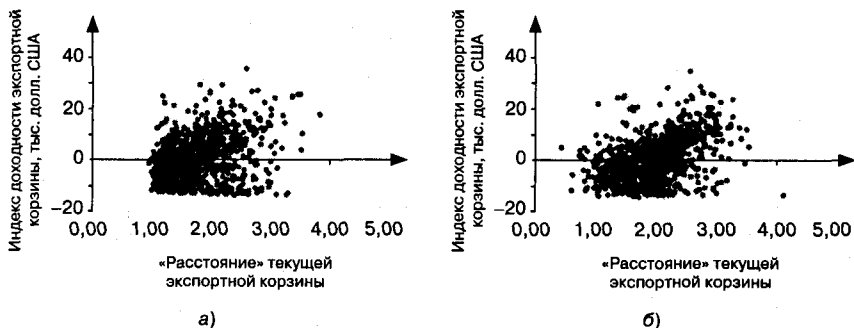 Индекс доходности экспортной
корзины, тыс. долл. США
40
20
0
–20
0,00 1,00 2,00 3,00 4,00 5,00
«Расстояние» текущей
экспортной корзины
а)
Индекс доходности экспортной
корзины, тыс. долл. США
40
20
0
–20
0,00 1,00 2,00 3,00 4,00 5,00
«Расстояние» текущей
экспортной корзины
б)